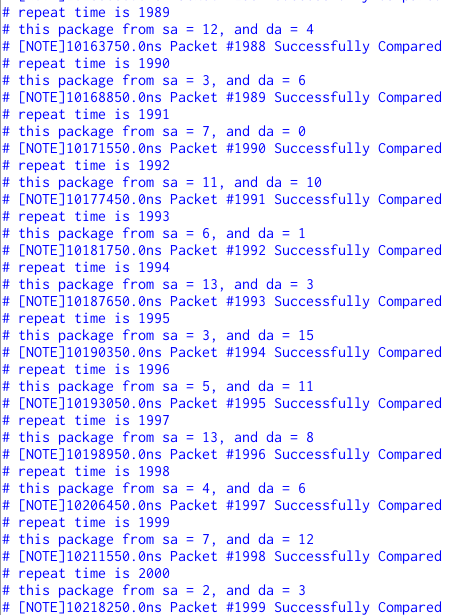 # repeat time is 1989
# this package from sa = 12, and da = 4
# [NOTE]10163750.0ns Packet #1988 Successfully Compared
# repeat time is 1990
# this package from sa = 3, and da = 6
# [NOTE]10168850.0ns Packet #1989 Successfully Compared
# repeat time is 1991
# this package from sa = 7, and da = 0
# [NOTE]10171550.0ns Packet #1990 Successfully Compared
# repeat time is 1992
# this package from sa = 11, and da = 10
# [NOTE]10177450.0ns Packet #1991 Successfully Compared
# repeat time is 1993
# this package from sa = 6, and da = 1
# [NOTE]10181750.0ns Packet #1992 Successfully Compared
# repeat time is 1994
# this package from sa = 13, and da = 3
# [NOTE]10187650.0ns Packet #1993 Successfully Compared
# repeat time is 1995
# this package from sa = 3, and da = 15
# [NOTE]10190350.0ns Packet #1994 Successfully Compared
# repeat time is 1996
# this package from sa = 5, and da = 11
# [NOTE]10193050.0ns Packet #1995 Successfully Compared
# repeat time is 1997
# this package from sa = 13, and da = 8
# [NOTE]10198950.0ns Packet #1996 Successfully Compared
# repeat time is 1998
# this package from sa = 4, and da = 6
# [NOTE]10206450.0ns Packet #1997 Successfully Compared
# repeat time is 1999
# this package from sa = 7, and da = 12
# [NOTE]10211550.0ns Packet #1998 Successfully Compared
# repeat time is 2000
# this package from sa = 2, and da = 3
# [NOTE]10218250.0ns Packet #1999 Successfully Compared